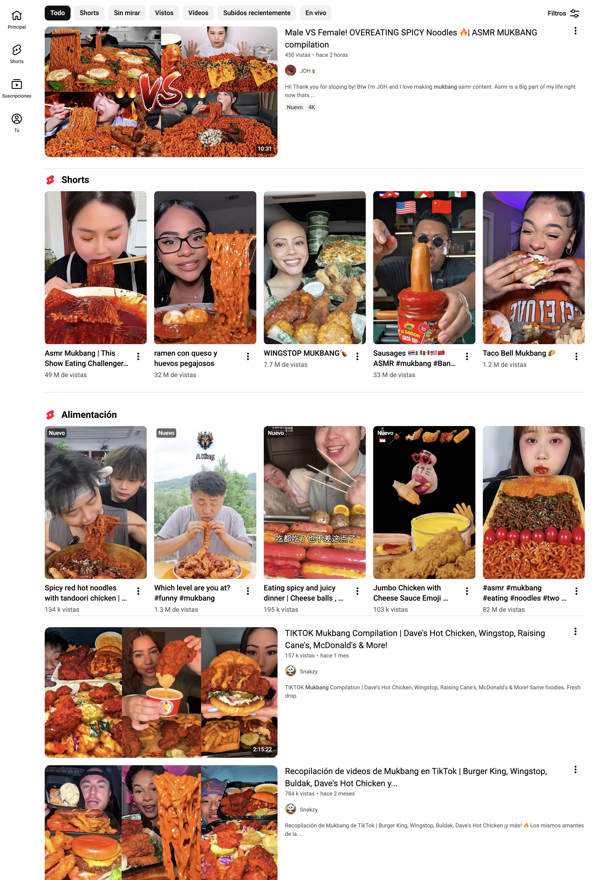 Todo
Shorts
Sin mirar
Vistos
Videos
Subidos recientemente
En vivo
Filtros
Principal
Shorts
Suscripciones
Tú
VS
10:31
Male VS Female! OVEREATING SPICY Noodles 🔥| ASMR MUKBANG
compilation
450 vistas • hace 2 horas
JOH
Hi! Thank you for stoping by! Btw I'm JOH and I love making mukbang asmr content. Asmr is a Big part of my life right
now thats ...
Nuevo
4K
Shorts
Asmr Mukbang | This
Show Eating Challenger...
49 M de vistas
ramen con queso y
huevos pegajosos
32 M de vistas
WINGSTOP MUKBANG🍗
7.7 M de vistas
Sausages
ASMR #mukbang #Ban...
33 M de vistas
Taco Bell Mukbang 🌮
1.2 M de vistas
Alimentación
Nuevo
Spicy red hot noodles
with tandoori chicken | ...
134 k vistas
Nuevo
A King
Which level are you at?
#funny #mukbang
1.3 M de vistas
Nuevo
Eating spicy and juicy
dinner | Cheese balls , ...
195 k vistas
Nuevo
Jumbo Chicken with
Cheese Sauce Emoji ...
103 k vistas
#asmr #mukbang
#eating #noodles #two ...
82 M de vistas
2:15:22
TIKTOK Mukbang Compilation | Dave's Hot Chicken, Wingstop, Raising
Cane's, McDonald's & More!
157 k vistas • hace 1 mes
Snakzy
TIKTOK Mukbang Compilation | Dave's Hot Chicken, Wingstop, Raising Cane's, McDonald's & More! Same foodies. Fresh
drop.
Recopilación de videos de Mukbang en TikTok | Burger King, Wingstop,
Buldak, Dave's Hot Chicken y...
784 k vistas • hace 2 meses
Snakzy
Recopilación de Mukbang de TikTok | Burger King, Wingstop, Buldak, Dave's Hot Chicken ¡y más! 🔥 Los mismos amantes
de la ...